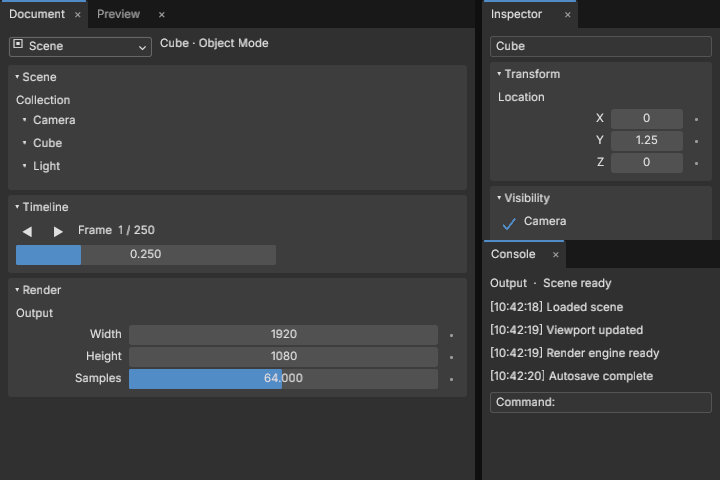 Document × Preview ×
Scene Cube · Object Mode
Scene
Collection
Camera
Cube
Light
Timeline
Frame 1 / 250
0.250
Render
Output
Width 1920
Height 1080
Samples 64.000
Inspector ×
Cube
Transform
Location
X 0
Y 1.25
Z 0
Visibility
Camera
Console ×
Output · Scene ready
[10:42:18] Loaded scene
[10:42:19] Viewport updated
[10:42:19] Render engine ready
[10:42:20] Autosave complete
Command: